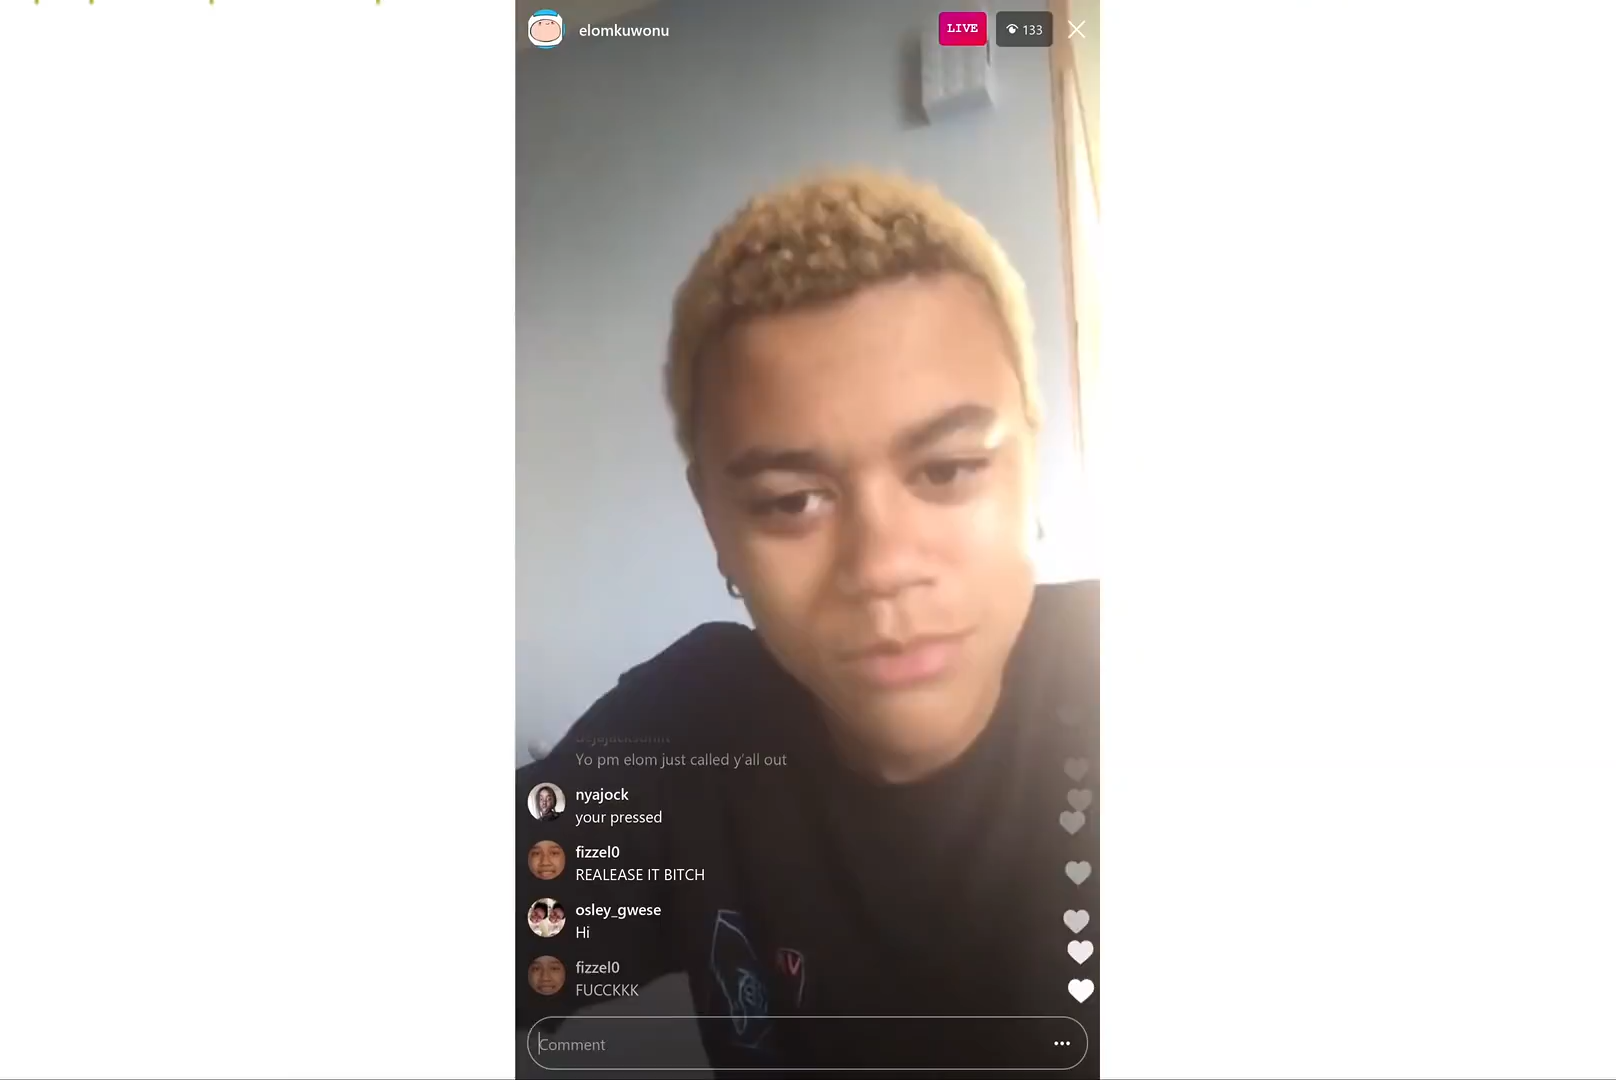 elomkuwonu
LIVE
133
Yo pm elom just called y'all out
nyajock
your pressed
fizzel0
REALEASE IT BITCH
osley_gwese
Hi
fizzel0
FUCCKKK
Comment